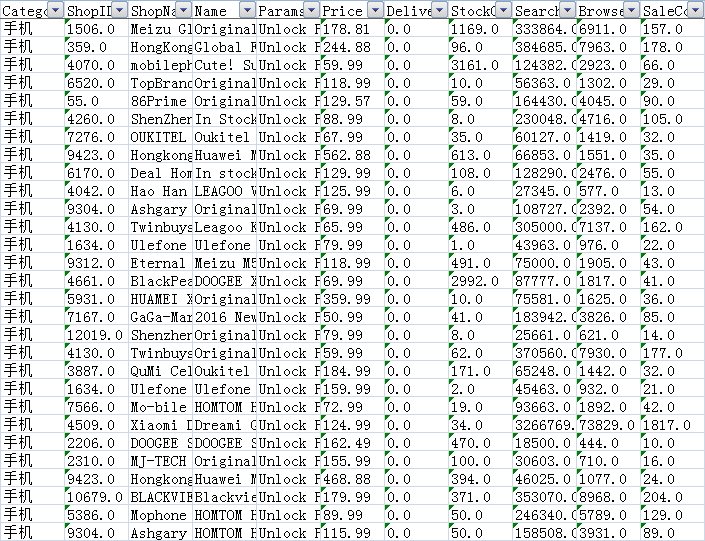 Catego ShopID ShopNa Name Params Price Delive StockQ Search Browse SaleCo
手机 1506.0 Meizu Gl Original Unlock P 178.81 0.0 1169.0 333864.0 6911.0 157.0
手机 359.0 HongKong Global F Unlock P 244.88 0.0 96.0 384685.0 7963.0 178.0
手机 4070.0 mobileph Cute! Su Unlock P 59.99 0.0 3161.0 124382.0 2923.0 66.0
手机 6520.0 TopBrand Original Unlock P 118.99 0.0 10.0 56363.0 1302.0 29.0
手机 55.0 86Prime Original Unlock P 129.57 0.0 59.0 164430.0 4045.0 90.0
手机 4260.0 ShenZhen In Stock Unlock P 88.99 0.0 8.0 230048.0 4716.0 105.0
手机 7276.0 OUKITEL Oukitel Unlock P 67.99 0.0 35.0 60127.0 1419.0 32.0
手机 9423.0 Hongkong Huawei M Unlock P 562.88 0.0 613.0 66853.0 1551.0 35.0
手机 6170.0 Deal Hom In stock Unlock P 129.99 0.0 108.0 128290.0 2476.0 55.0
手机 4042.0 Hao Han LEAGOO W Unlock P 125.99 0.0 6.0 27345.0 577.0 13.0
手机 9304.0 Ashgary Original Unlock P 69.99 0.0 3.0 108727.0 2392.0 54.0
手机 4130.0 Twinbuys Leagoo K Unlock P 65.99 0.0 486.0 305000.0 7137.0 162.0
手机 1634.0 Ulefone Ulefone Unlock P 79.99 0.0 1.0 43963.0 976.0 22.0
手机 9312.0 Eternal Meizu M5 Unlock P 118.99 0.0 491.0 75000.0 1905.0 43.0
手机 4661.0 BlackPea DOOGEE X Unlock P 69.99 0.0 2992.0 87777.0 1817.0 41.0
手机 5931.0 HUAMEI X Original Unlock P 359.99 0.0 10.0 75581.0 1625.0 36.0
手机 7167.0 GaGa-Mar 2016 New Unlock P 50.99 0.0 41.0 183942.0 3826.0 85.0
手机 12019.0 Shenzhen Original Unlock P 79.99 0.0 8.0 25661.0 621.0 14.0
手机 4130.0 Twinbuys Original Unlock P 59.99 0.0 62.0 370560.0 7930.0 177.0
手机 3887.0 QuMi Cel Oukitel Unlock P 184.99 0.0 171.0 65248.0 1442.0 32.0
手机 1634.0 Ulefone Ulefone Unlock P 159.99 0.0 2.0 45463.0 932.0 21.0
手机 7566.0 Mo-bile HOMTOM H Unlock P 72.99 0.0 19.0 93663.0 1892.0 42.0
手机 4509.0 Xiaomi D Dreami G Unlock P 124.99 0.0 34.0 3266769. 73829.0 1817.0
手机 2206.0 DOOGEE S DOOGEE S Unlock P 162.49 0.0 470.0 18500.0 444.0 10.0
手机 2310.0 MJ-TECH Original Unlock P 155.99 0.0 100.0 30603.0 710.0 16.0
手机 9423.0 Hongkong Huawei M Unlock P 468.88 0.0 394.0 46025.0 1077.0 24.0
手机 10679.0 BLACKVIE Blackvie Unlock P 179.99 0.0 371.0 353070.0 8968.0 204.0
手机 5386.0 Mophone HOMTOM H Unlock P 89.99 0.0 50.0 246340.0 5789.0 129.0
手机 9304.0 Ashgary HOMTOM H Unlock P 115.99 0.0 50.0 158508.0 3931.0 89.0